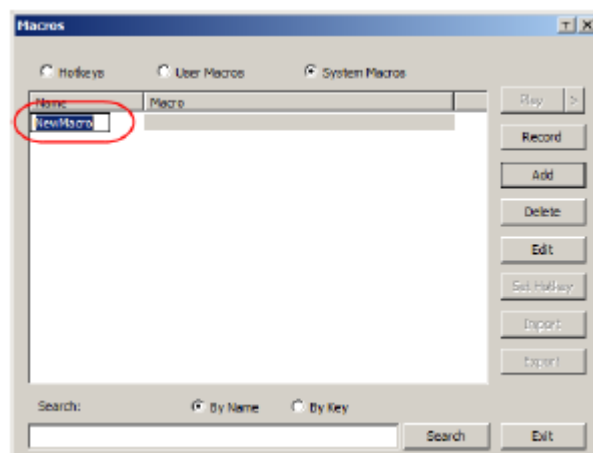 Macros
Hotkeys User Macros System Macros
Name Macro
Play >
NewMacro
Record
Add
Delete
Edit
Set Hotkey
Import
Export
Search: By Name By Key
Search Exit